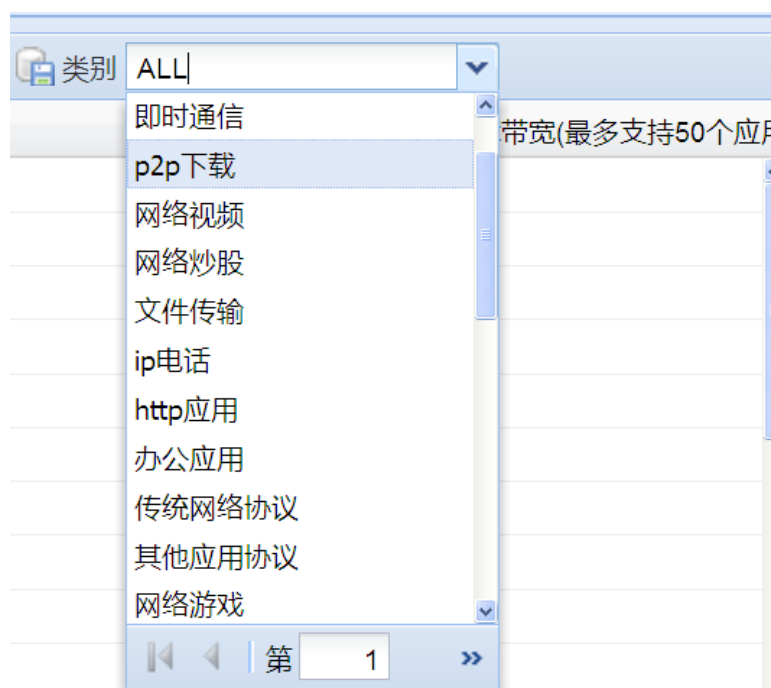 类别 ALL
带宽(最多支持50个应用
即时通信
p2p下载
网络视频
网络炒股
文件传输
ip电话
http应用
办公应用
传统网络协议
其他应用协议
网络游戏
第 1